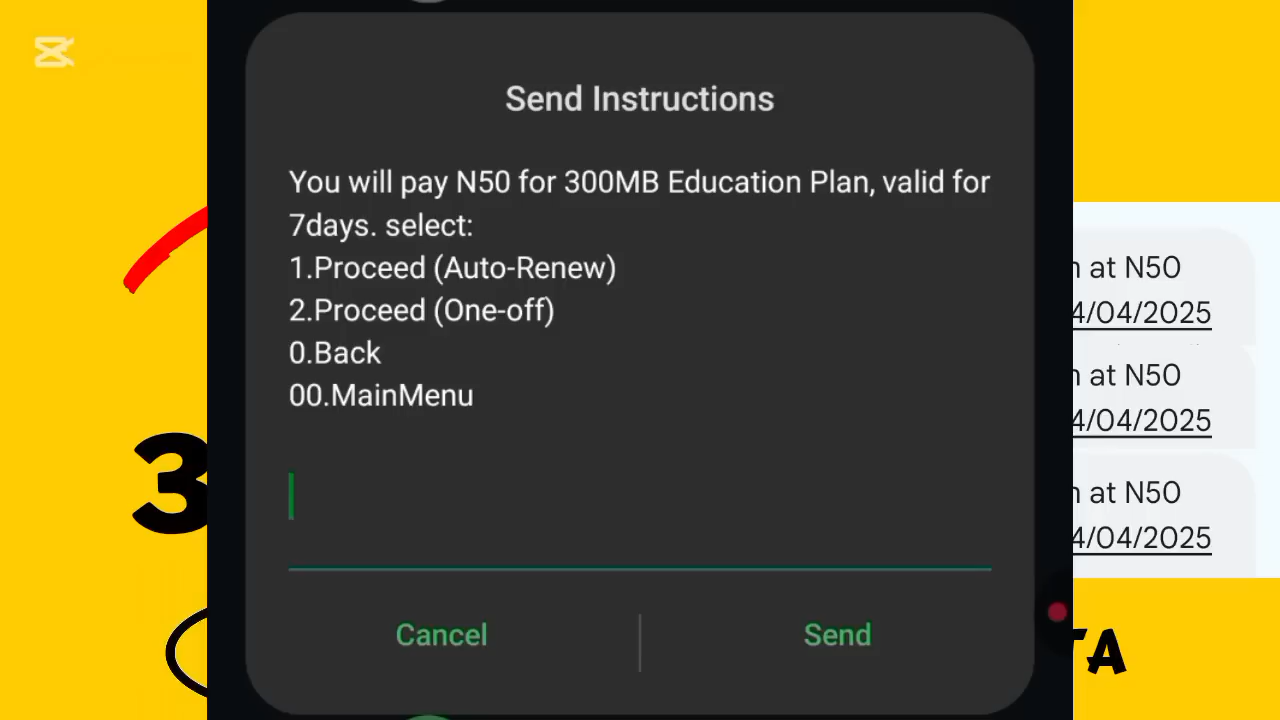 Send Instructions
You will pay N50 for 300MB Education Plan, valid for
7days. select:
1.Proceed (Auto-Renew)
2.Proceed (One-off)
0.Back
00.MainMenu
Cancel
Send
at N50
4/04/2025
at N50
4/04/2025
at N50
4/04/2025
3
TA